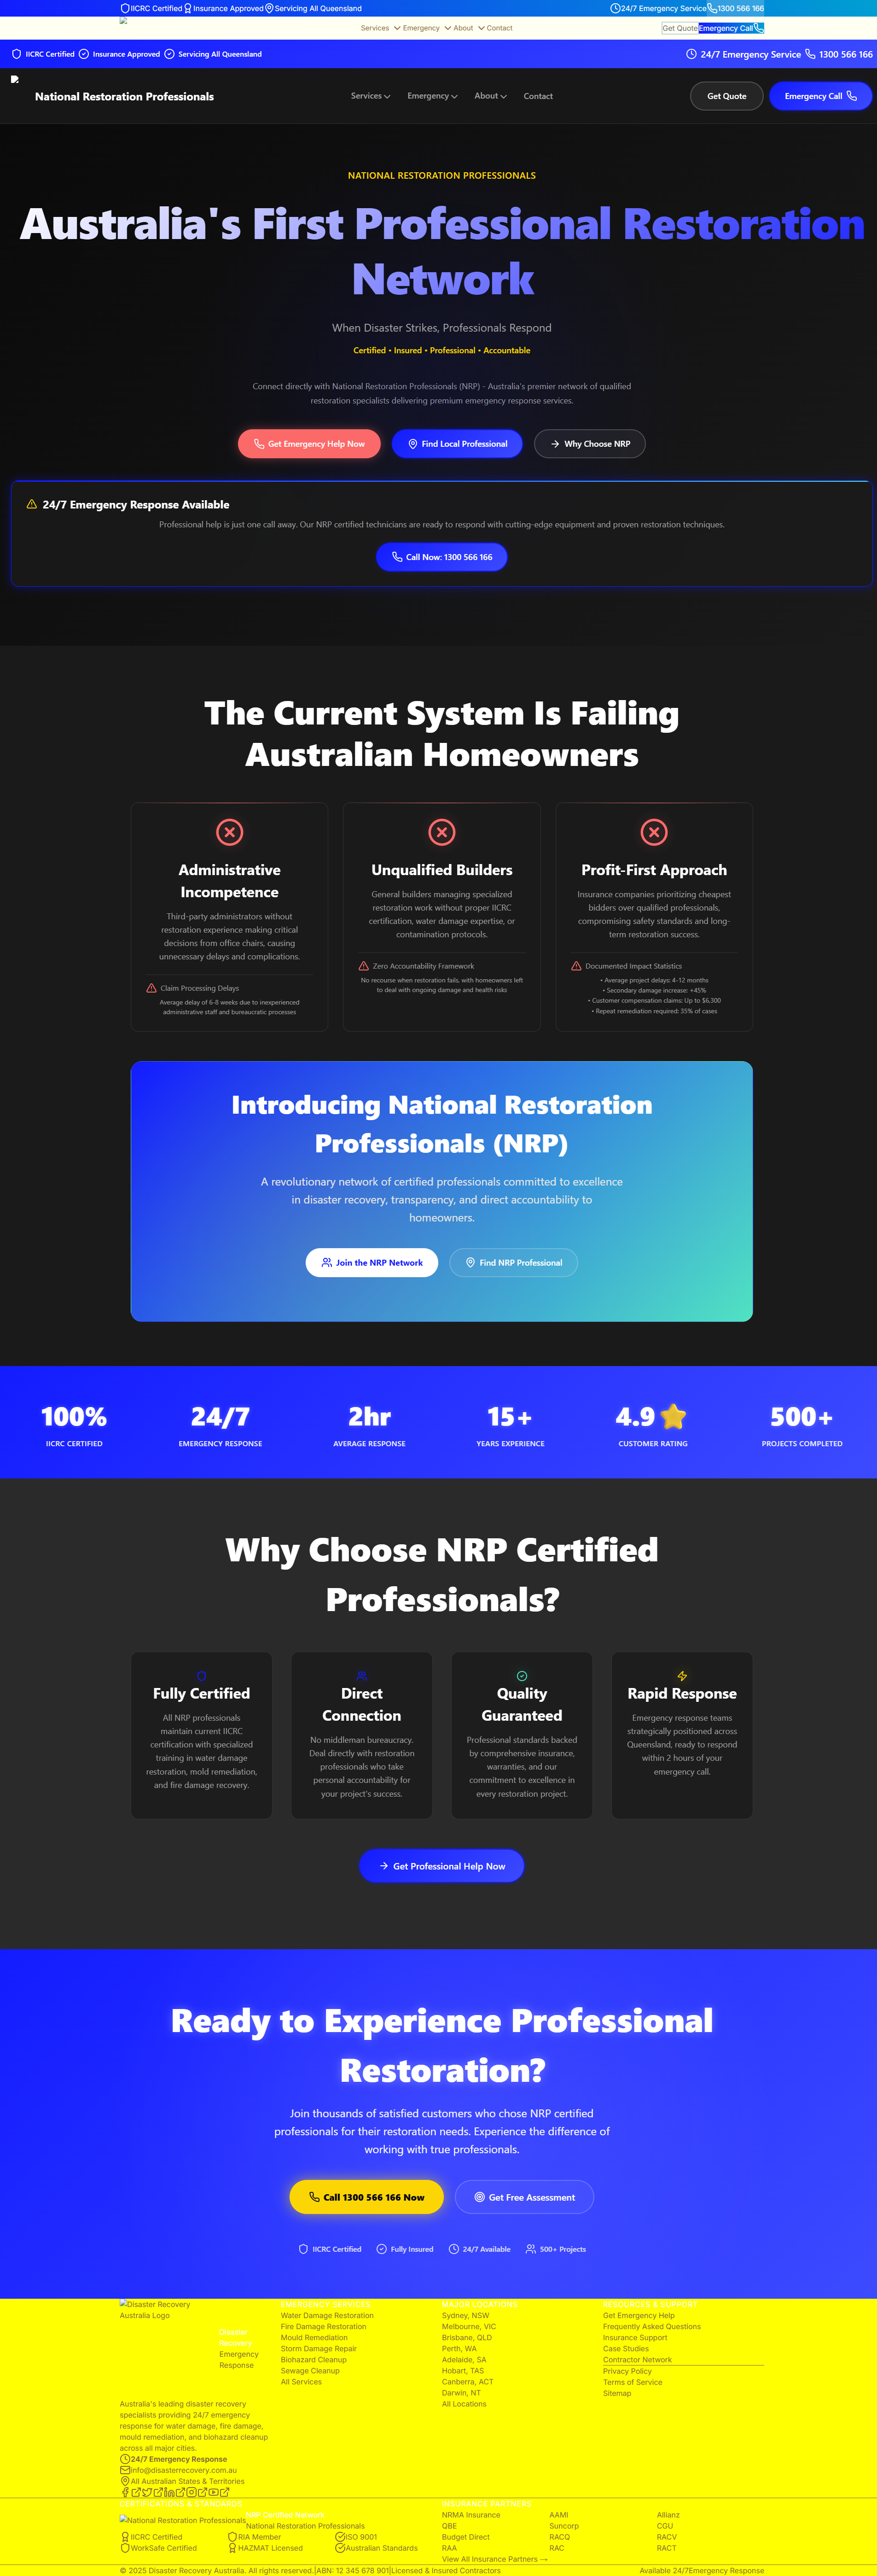 IICRC Certified Insurance Approved Servicing All Queensland 24/7 Emergency Service 1300 566 166
Services Emergency About Contact Get Quote Emergency Call
IICRC Certified Insurance Approved Servicing All Queensland 24/7 Emergency Service 1300 566 166
National Restoration Professionals Services Emergency About Contact Get Quote Emergency Call
NATIONAL RESTORATION PROFESSIONALS
Australia's First Professional Restoration
Network
When Disaster Strikes, Professionals Respond
Certified • Insured • Professional • Accountable
Connect directly with National Restoration Professionals (NRP) - Australia's premier network of qualified
restoration specialists delivering premium emergency response services.
Get Emergency Help Now Find Local Professional Why Choose NRP
24/7 Emergency Response Available
Professional help is just one call away. Our NRP certified technicians are ready to respond with cutting-edge equipment and proven restoration techniques.
Call Now: 1300 566 166
The Current System Is Failing
Australian Homeowners
Administrative
Incompetence
Third-party administrators without
restoration experience making critical
decisions from office chairs, causing
unnecessary delays and complications.
Claim Processing Delays
Average delay of 6-8 weeks due to inexperienced
administrative staff and bureaucratic processes
Unqualified Builders
General builders managing specialized
restoration work without proper IICRC
certification, water damage expertise, or
contamination protocols.
Zero Accountability Framework
No recourse when restoration fails, with homeowners left
to deal with ongoing damage and health risks
Profit-First Approach
Insurance companies prioritizing cheapest
bidders over qualified professionals,
compromising safety standards and long-
term restoration success.
Documented Impact Statistics
• Average project delays: 4-12 months
• Secondary damage increase: +45%
• Customer compensation claims: Up to $6,300
• Repeat remediation required: 35% of cases
Introducing National Restoration
Professionals (NRP)
A revolutionary network of certified professionals committed to excellence
in disaster recovery, transparency, and direct accountability to
homeowners.
Join the NRP Network Find NRP Professional
100% 24/7 2hr 15+ 4.9⭐ 500+
IICRC CERTIFIED EMERGENCY RESPONSE AVERAGE RESPONSE YEARS EXPERIENCE CUSTOMER RATING PROJECTS COMPLETED
Why Choose NRP Certified
Professionals?
Fully Certified
All NRP professionals
maintain current IICRC
certification with specialized
training in water damage
restoration, mold remediation,
and fire damage recovery.
Direct
Connection
No middleman bureaucracy.
Deal directly with restoration
professionals who take
personal accountability for
your project's success.
Quality
Guaranteed
Professional standards backed
by comprehensive insurance,
warranties, and our
commitment to excellence in
every restoration project.
Rapid Response
Emergency response teams
strategically positioned across
Queensland, ready to respond
within 2 hours of your
emergency call.
Get Professional Help Now
Ready to Experience Professional
Restoration?
Join thousands of satisfied customers who chose NRP certified
professionals for their restoration needs. Experience the difference of
working with true professionals.
Call 1300 566 166 Now Get Free Assessment
IICRC Certified Fully Insured 24/7 Available 500+ Projects
Disaster Recovery
Australia Logo
Disaster
Recovery
Emergency
Response
Australia's leading disaster recovery
specialists providing 24/7 emergency
response for water damage, fire damage,
mould remediation, and biohazard cleanup
across all major cities.
24/7 Emergency Response
info@disasterrecovery.com.au
All Australian States & Territories
EMERGENCY SERVICES
Water Damage Restoration
Fire Damage Restoration
Mould Remediation
Storm Damage Repair
Biohazard Cleanup
Sewage Cleanup
All Services
MAJOR LOCATIONS
Sydney, NSW
Melbourne, VIC
Brisbane, QLD
Perth, WA
Adelaide, SA
Hobart, TAS
Canberra, ACT
Darwin, NT
All Locations
RESOURCES & SUPPORT
Get Emergency Help
Frequently Asked Questions
Insurance Support
Case Studies
Contractor Network
Privacy Policy
Terms of Service
Sitemap
CERTIFICATIONS & STANDARDS
National Restoration Professionals
NRP Certified Network
National Restoration Professionals
IICRC Certified RIA Member ISO 9001
WorkSafe Certified HAZMAT Licensed Australian Standards
INSURANCE PARTNERS
NRMA Insurance AAMI Allianz
QBE Suncorp CGU
Budget Direct RACQ RACV
RAA RAC RACT
View All Insurance Partners →
© 2025 Disaster Recovery Australia. All rights reserved.|ABN: 12 345 678 901|Licensed & Insured Contractors Available 24/7Emergency Response